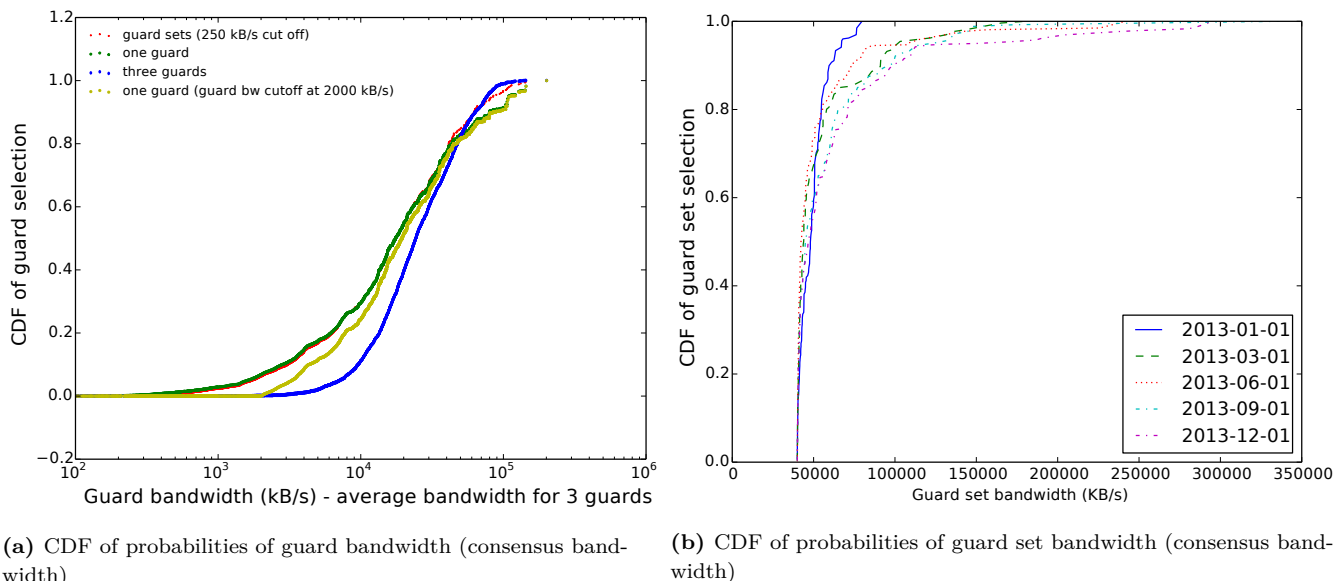 1.2
1.0
0.8
0.6
0.4
0.2
0.0
−0.2
CDF of guard selection
guard sets (250 kB/s cut off)
one guard
three guards
one guard (guard bw cutoff at 2000 kB/s)
10^2 10^3 10^4 10^5 10^6
Guard bandwidth (kB/s) - average bandwidth for 3 guards
(a) CDF of probabilities of guard bandwidth (consensus band-
width)
1.0
0.8
0.6
0.4
0.2
0.0
CDF of guard set selection
2013-01-01
2013-03-01
2013-06-01
2013-09-01
2013-12-01
0 50000 100000 150000 200000 250000 300000 350000
Guard set bandwidth (KB/s)
(b) CDF of probabilities of guard set bandwidth (consensus band-
width)